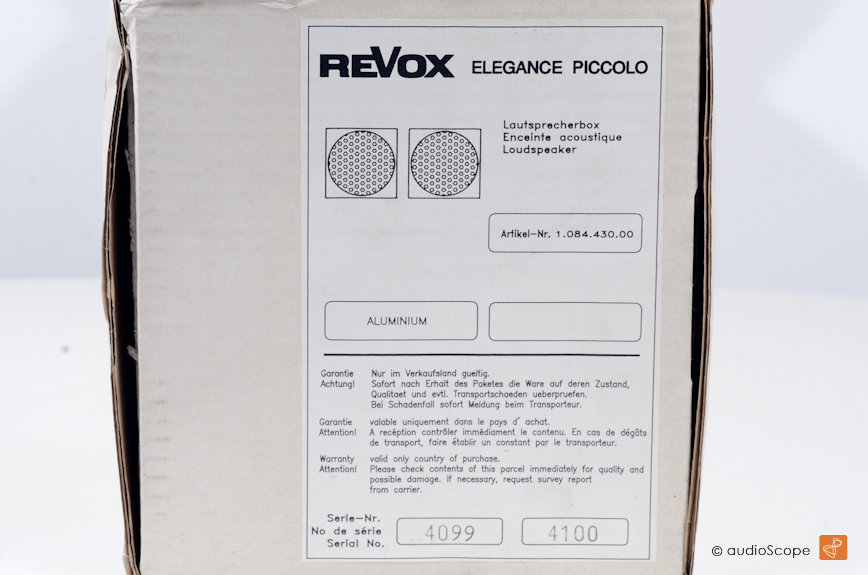 REVOX ELEGANCE PICCOLO
Lautsprecherbox
Enceinte acoustique
Loudspeaker
Artikel-Nr. 1.084.430.00
ALUMINIUM
Garantie Nur im Verkaufsland gueltig.
Achtung! Sofort nach Erhalt des Paketes die Ware auf deren Zustand,
Qualitaet und evtl. Transportschaeden ueberpruefen.
Bei Schadenfall sofort Meldung beim Transporteur.
Garantie valable uniquement dans le pays d' achat.
Attention! A recéption contrôler immédiament le contenu. En cas de dégâts
de transport, faire établir un constant par le transporteur.
Warranty valid only country of purchase.
Attention! Please check contents of this parcel immediately for quality and
possible damage. If necessary, request survey report
from carrier.
Serie-Nr.
No de série 4099 4100
Serial No.
© audioScope